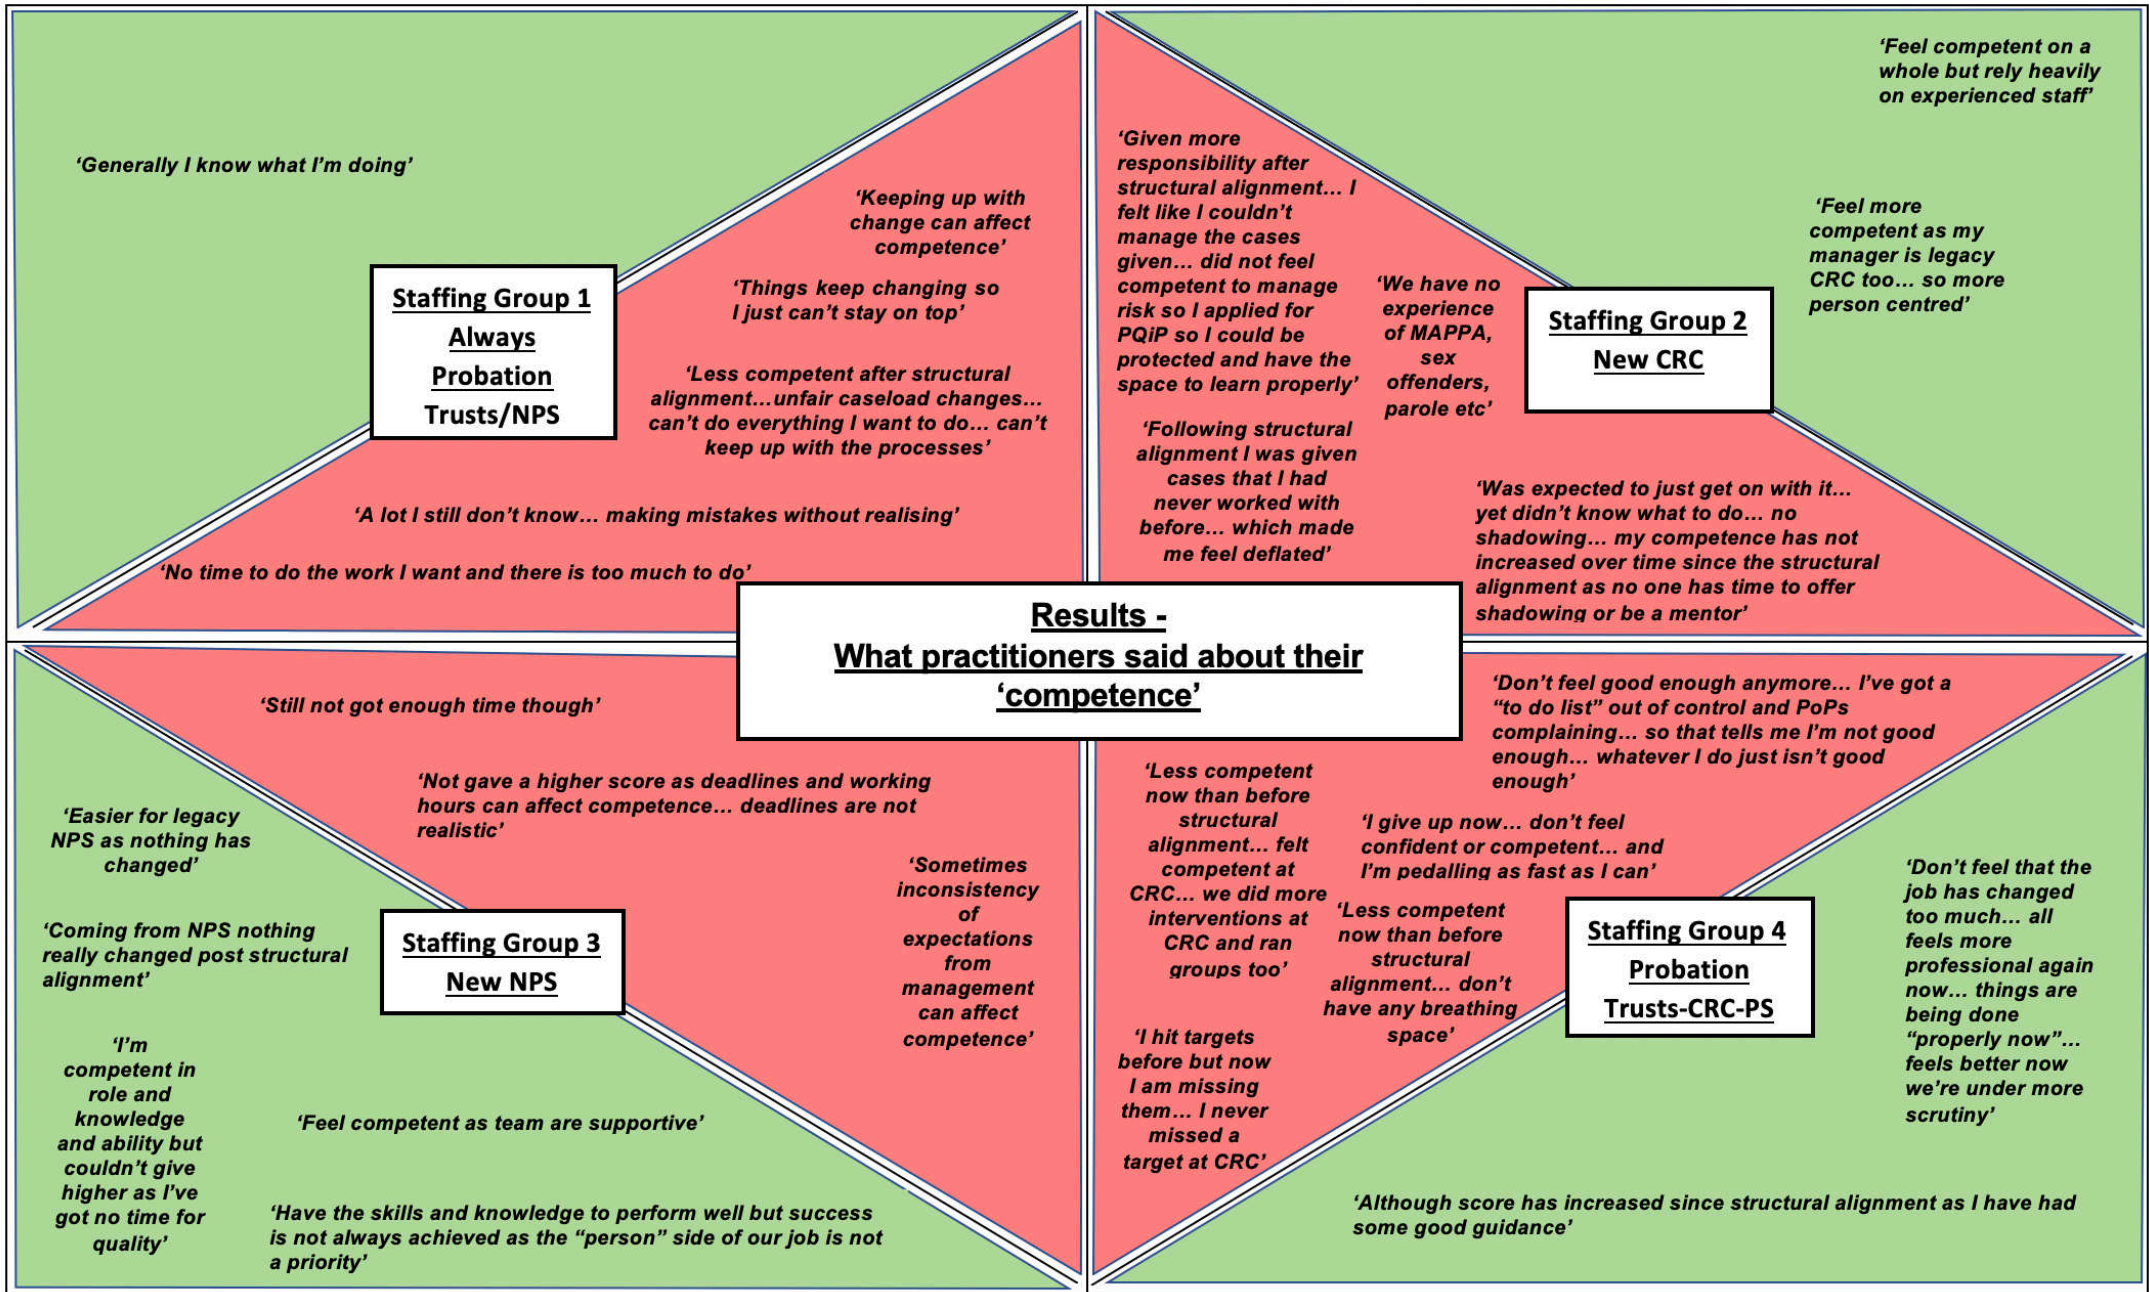 ‘Generally I know what I’m doing’
Staffing Group 1
Always
Probation
Trusts/NPS
‘Keeping up with
change can affect
competence’
‘Things keep changing so
I just can’t stay on top’
‘Less competent after structural
alignment…unfair caseload changes…
can’t do everything I want to do… can’t
keep up with the processes’
‘A lot I still don’t know… making mistakes without realising’
‘No time to do the work I want and there is too much to do’
‘Feel competent on a
whole but rely heavily
on experienced staff’
‘Given more
responsibility after
structural alignment… I
felt like I couldn’t
manage the cases
given… did not feel
competent to manage
risk so I applied for
PQiP so I could be
protected and have the
space to learn properly’
‘Feel more
competent as my
manager is legacy
CRC too… so more
person centred’
‘We have no
experience
of MAPPA,
sex
offenders,
parole etc’
Staffing Group 2
New CRC
‘Following structural
alignment I was given
cases that I had
never worked with
before… which made
me feel deflated’
‘Was expected to just get on with it…
yet didn’t know what to do… no
shadowing… my competence has not
increased over time since the structural
alignment as no one has time to offer
shadowing or be a mentor’
Results -
What practitioners said about their
‘competence’
‘Still not got enough time though’
‘Not gave a higher score as deadlines and working
hours can affect competence… deadlines are not
realistic’
‘Easier for legacy
NPS as nothing has
changed’
‘Sometimes
inconsistency
of
expectations
from
management
can affect
competence’
Staffing Group 3
New NPS
‘Coming from NPS nothing
really changed post structural
alignment’
‘I’m
competent in
role and
knowledge
and ability but
couldn’t give
higher as I’ve
got no time for
quality’
‘Feel competent as team are supportive’
‘Have the skills and knowledge to perform well but success
is not always achieved as the “person” side of our job is not
a priority’
‘Don’t feel good enough anymore… I’ve got a
“to do list” out of control and PoPs
complaining… so that tells me I’m not good
enough… whatever I do just isn’t good
enough’
‘Less competent
now than before
structural
alignment… felt
competent at
CRC… we did more
interventions at
CRC and ran
groups too’
‘I give up now… don’t feel
confident or competent… and
I’m pedalling as fast as I can’
‘Less competent
now than before
structural
alignment… don’t
have any breathing
space’
Staffing Group 4
Probation
Trusts-CRC-PS
‘Don’t feel that the
job has changed
too much… all
feels more
professional again
now… things are
being done
“properly now”…
feels better now
we’re under more
scrutiny’
‘I hit targets
before but now
I am missing
them… I never
missed a
target at CRC’
‘Although score has increased since structural alignment as I have had
some good guidance’